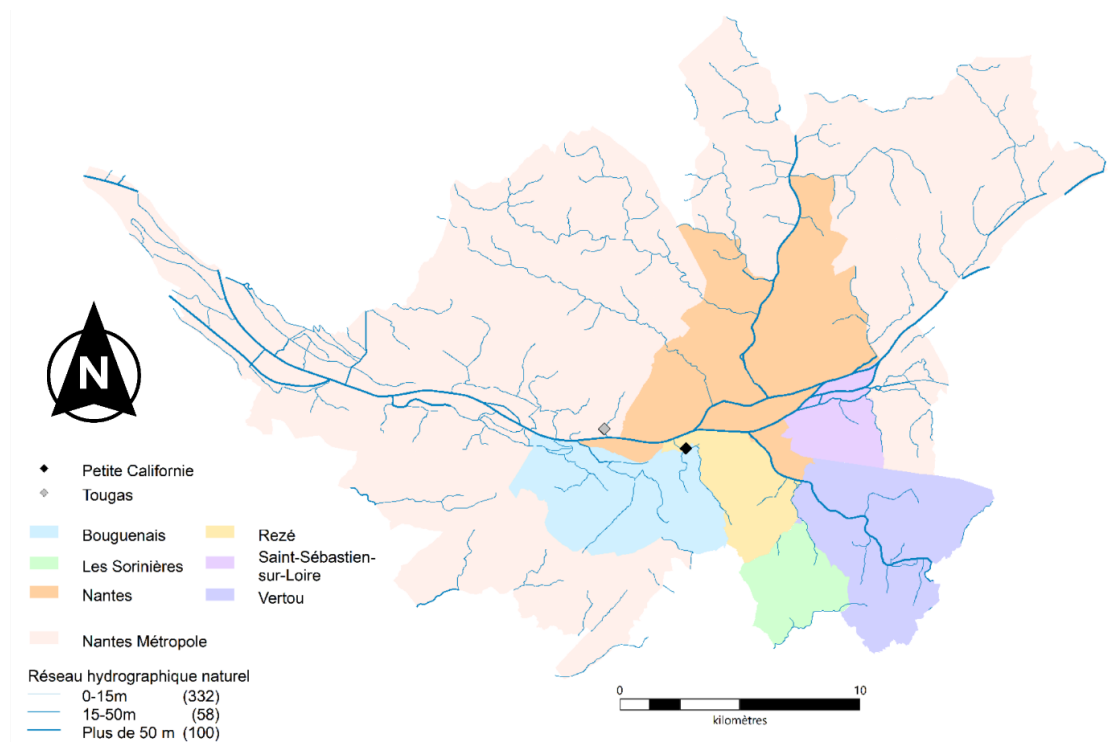 N
Petite Californie
Tougas
Bouguenais
Rezé
Les Sorinières
Saint-Sébastien-
sur-Loire
Nantes
Vertou
Nantes Métropole
Réseau hydrographique naturel
0-15m (332)
15-50m (58)
Plus de 50 m (100)
0 10
kilomètres